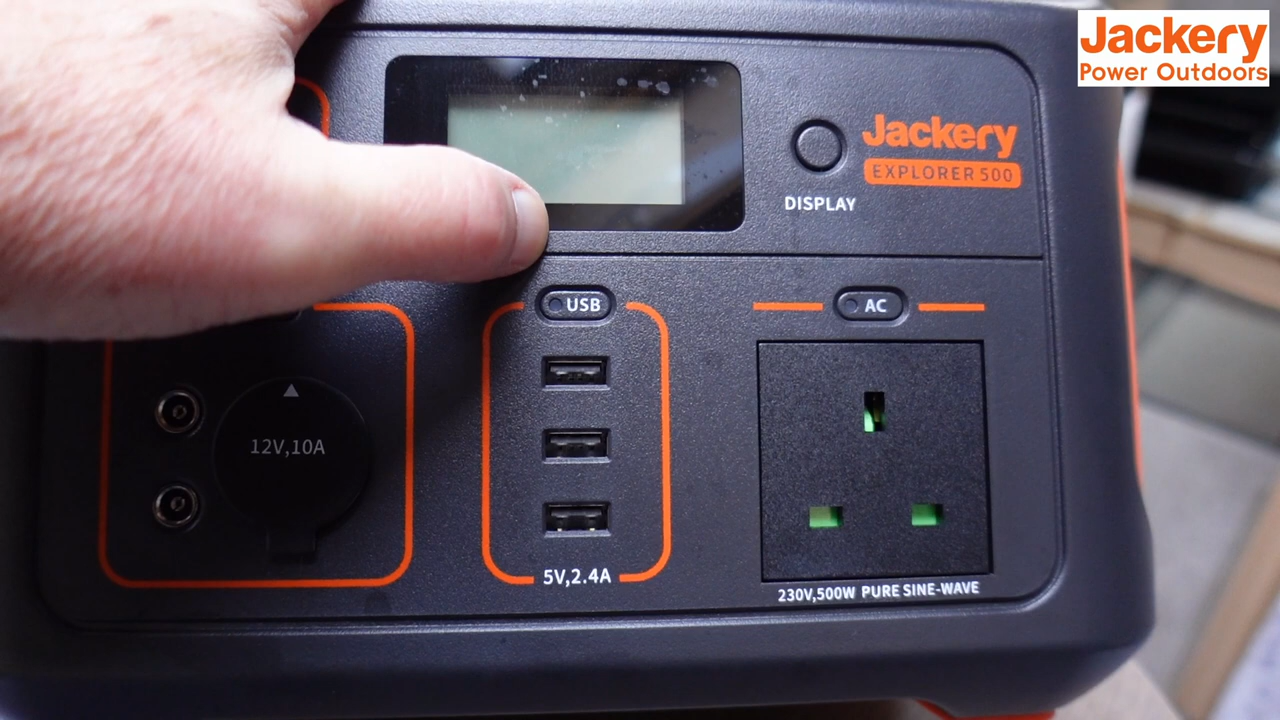 Jackery
Power Outdoors
Jackery
EXPLORER 500
DISPLAY
USB
AC
12V,10A
5V,2.4A
230V,500W PURE SINE-WAVE